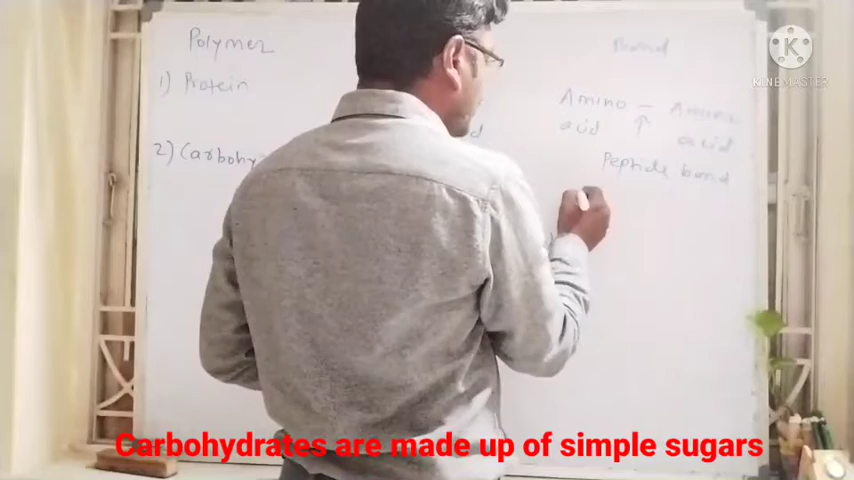 Polymer
Bond
1) Protein
Amino — Amino
acid ↑ acid
Peptide bond
2) Carbohy
KINEMASTER
Carbohydrates are made up of simple sugars